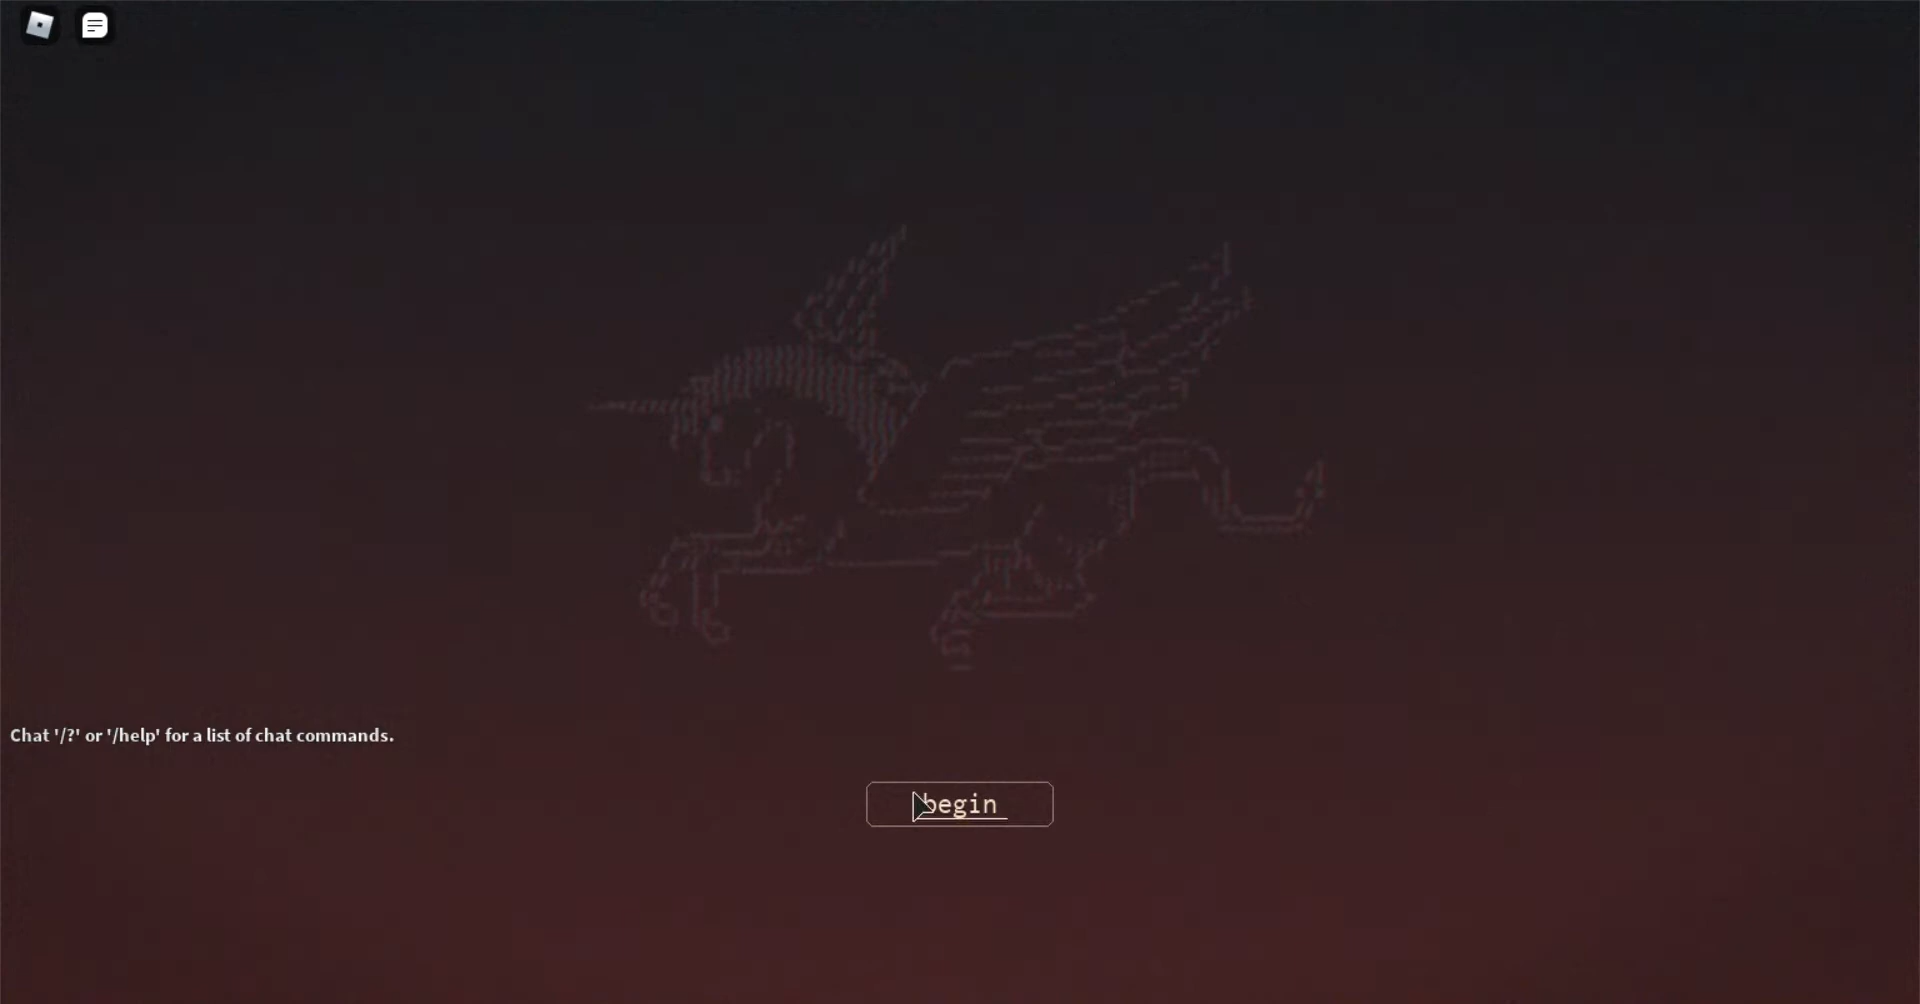 Chat '/?' or '/help' for a list of chat commands.
begin